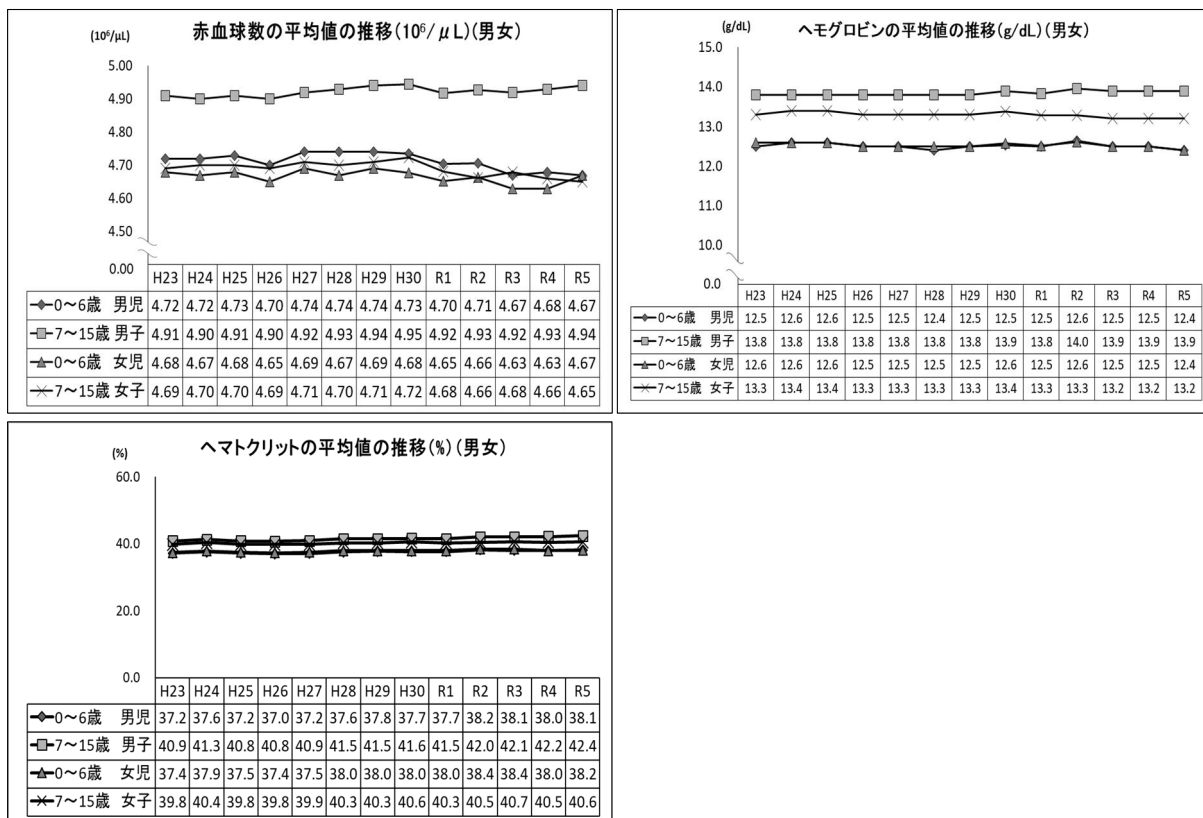 赤血球数の平均値の推移(10⁶/μL)(男女)
(10⁶/μL)
5.00
4.90
4.80
4.70
4.60
4.50
0.00
H23 H24 H25 H26 H27 H28 H29 H30 R1 R2 R3 R4 R5
0～6歳 男児 4.72 4.72 4.73 4.70 4.74 4.74 4.74 4.73 4.70 4.71 4.67 4.68 4.67
7～15歳 男子 4.91 4.90 4.91 4.90 4.92 4.93 4.94 4.95 4.92 4.93 4.92 4.93 4.94
0～6歳 女児 4.68 4.67 4.68 4.65 4.69 4.67 4.69 4.68 4.65 4.66 4.63 4.63 4.67
7～15歳 女子 4.69 4.70 4.70 4.69 4.71 4.70 4.71 4.72 4.68 4.66 4.68 4.66 4.65
ヘモグロビンの平均値の推移(g/dL)(男女)
(g/dL)
15.0
14.0
13.0
12.0
11.0
10.0
0.0
H23 H24 H25 H26 H27 H28 H29 H30 R1 R2 R3 R4 R5
0～6歳 男児 12.5 12.6 12.6 12.5 12.5 12.4 12.5 12.5 12.5 12.6 12.5 12.5 12.4
7～15歳 男子 13.8 13.8 13.8 13.8 13.8 13.8 13.8 13.9 13.8 14.0 13.9 13.9 13.9
0～6歳 女児 12.6 12.6 12.6 12.5 12.5 12.5 12.5 12.6 12.5 12.6 12.5 12.5 12.4
7～15歳 女子 13.3 13.4 13.4 13.3 13.3 13.3 13.3 13.4 13.3 13.3 13.2 13.2 13.2
ヘマトクリットの平均値の推移(%)(男女)
(%)
60.0
40.0
20.0
0.0
H23 H24 H25 H26 H27 H28 H29 H30 R1 R2 R3 R4 R5
0～6歳 男児 37.2 37.6 37.2 37.0 37.2 37.6 37.8 37.7 37.7 38.2 38.1 38.0 38.1
7～15歳 男子 40.9 41.3 40.8 40.8 40.9 41.5 41.5 41.6 41.5 42.0 42.1 42.2 42.4
0～6歳 女児 37.4 37.9 37.5 37.4 37.5 38.0 38.0 38.0 38.0 38.4 38.4 38.0 38.2
7～15歳 女子 39.8 40.4 39.8 39.8 39.9 40.3 40.3 40.6 40.3 40.5 40.7 40.5 40.6